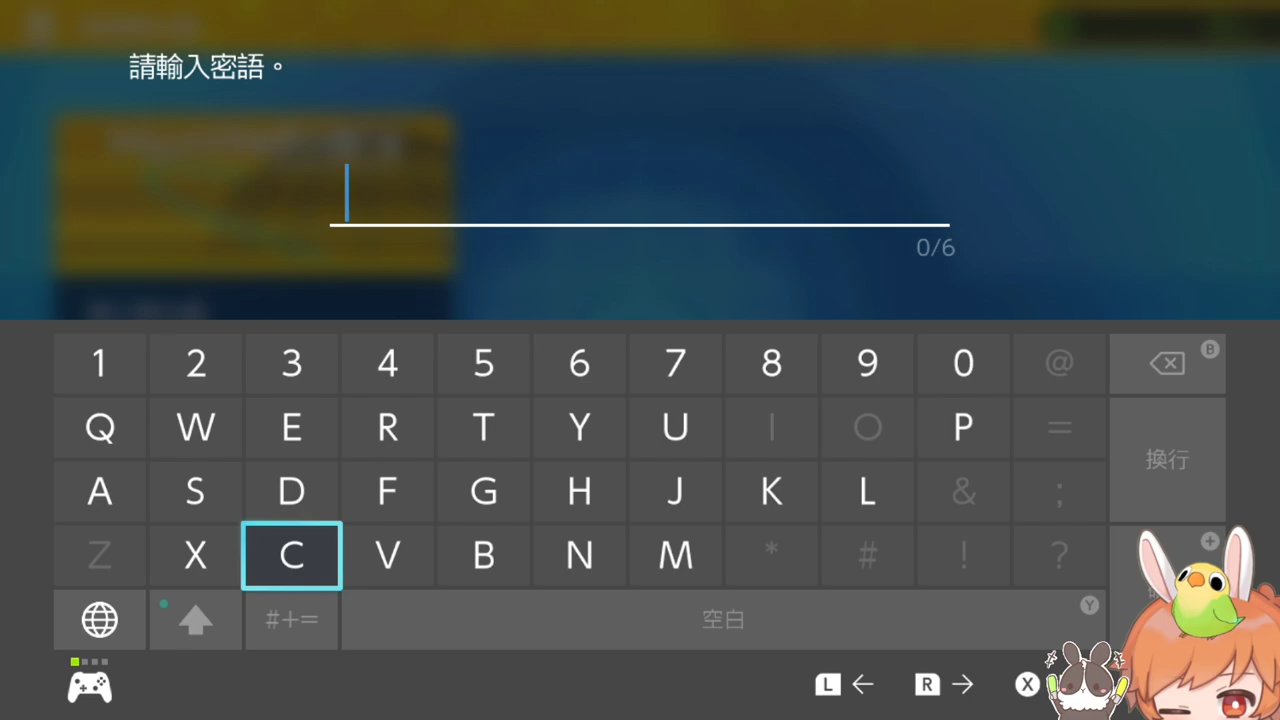 請輸入密語。
0/6
1 2 3 4 5 6 7 8 9 0 @ B
Q W E R T Y U I O P =
換行
A S D F G H J K L & ;
Z X C V B N M * # ! ? +
#+= 空白 Y
L ← R → X